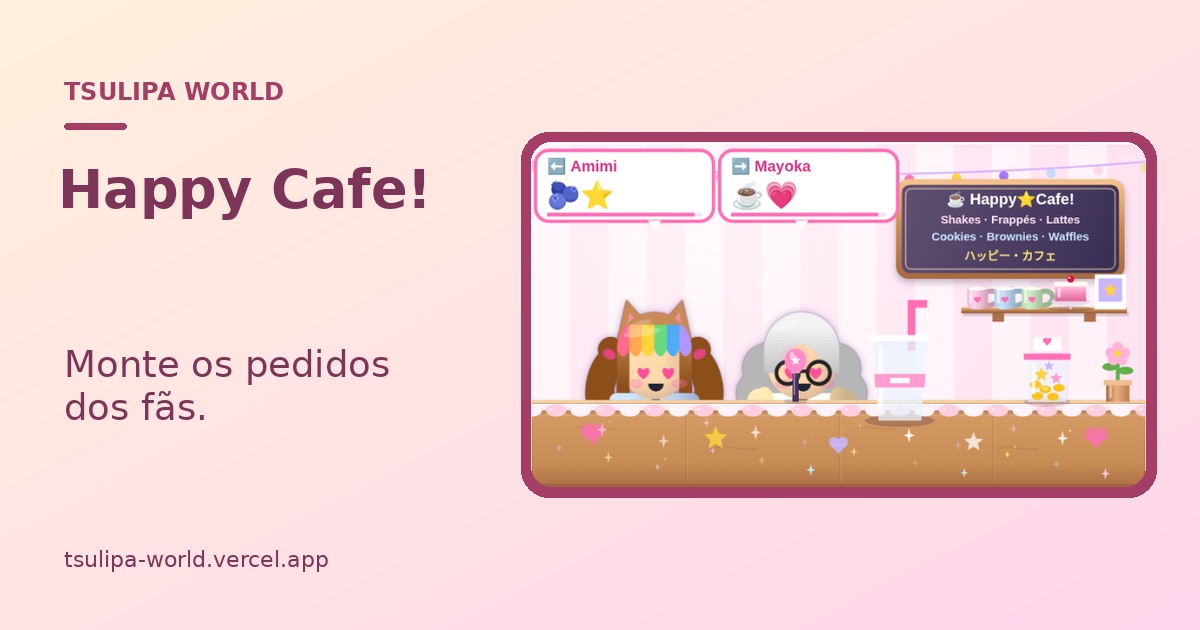 TSULIPA WORLD
Happy Cafe!
Monte os pedidos
dos fãs.
tsulipa-world.vercel.app
Amimi
Mayoka
Happy⭐Cafe!
Shakes · Frappés · Lattes
Cookies · Brownies · Waffles
ハッピー・カフェ